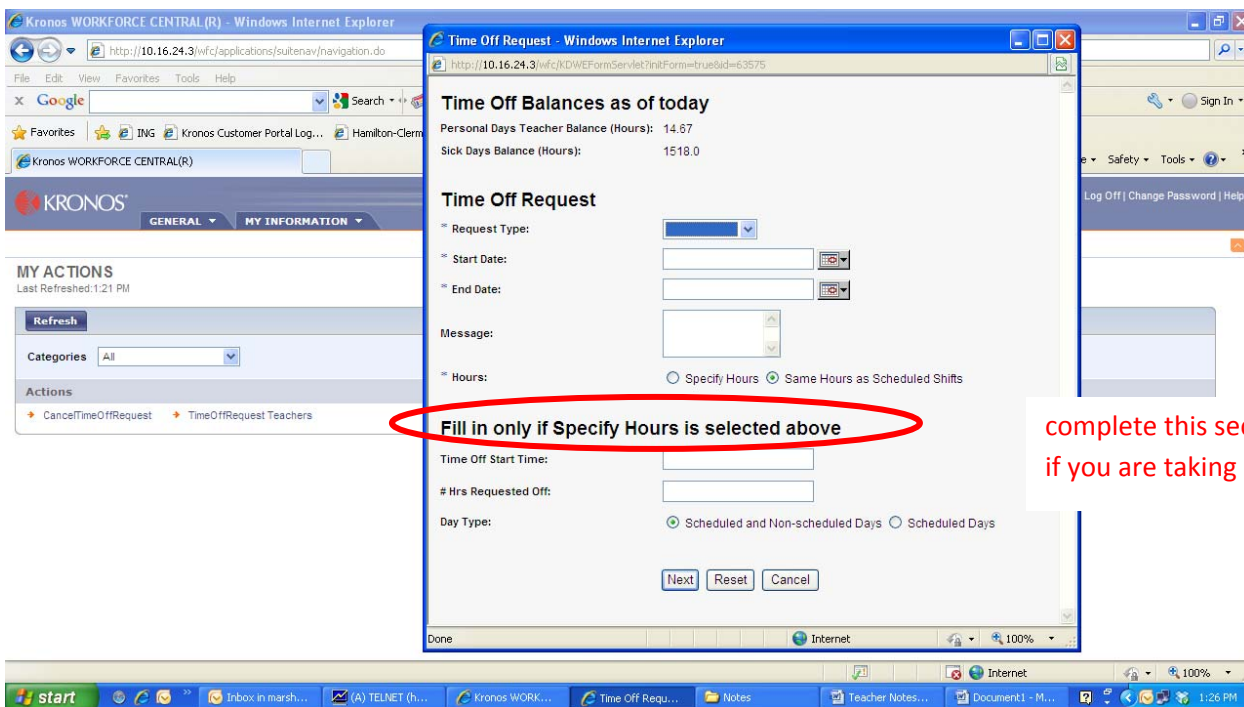 Kronos WORKFORCE CENTRAL(R) - Windows Internet Explorer
http://10.16.24.3/wfc/applications/suitenav/navigation.do
File Edit View Favorites Tools Help
x Google Search Sign In
Favorites ING Kronos Customer Portal Log... Hamilton-Clerm
Kronos WORKFORCE CENTRAL(R) Safety Tools
KRONOS
GENERAL MY INFORMATION
Log Off | Change Password | Help
MY ACTIONS
Last Refreshed:1:21 PM
Refresh
Categories All
Actions
CancelTimeOffRequest TimeOffRequest Teachers
Time Off Request - Windows Internet Explorer
http://10.16.24.3/wfc/KDWEFormServlet?initForm=true&id=63575
Time Off Balances as of today
Personal Days Teacher Balance (Hours): 14.67
Sick Days Balance (Hours): 1518.0
Time Off Request
* Request Type:
* Start Date:
* End Date:
Message:
* Hours: Specify Hours Same Hours as Scheduled Shifts
Fill in only if Specify Hours is selected above
Time Off Start Time:
# Hrs Requested Off:
Day Type: Scheduled and Non-scheduled Days Scheduled Days
Next Reset Cancel
Done Internet 100%
complete this sec
if you are taking
Internet 100%
start Inbox in marsh... (A) TELNET (h... Kronos WORK... Time Off Requ... Notes Teacher Notes... Document1 - M... 1:26 PM